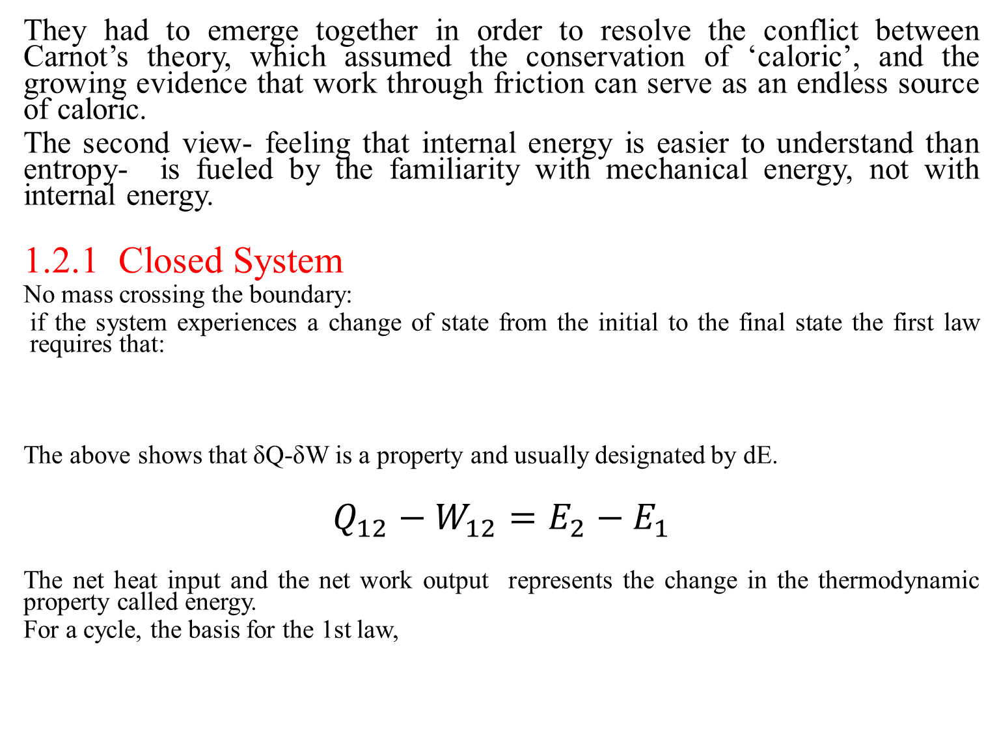 They had to emerge together in order to resolve the conflict between
Carnot’s theory, which assumed the conservation of ‘caloric’, and the
growing evidence that work through friction can serve as an endless source
of caloric.
The second view- feeling that internal energy is easier to understand than
entropy- is fueled by the familiarity with mechanical energy, not with
internal energy.
1.2.1 Closed System
No mass crossing the boundary:
if the system experiences a change of state from the initial to the final state the first law
requires that:
The above shows that δQ-δW is a property and usually designated by dE.
𝑄₁₂ − 𝑊₁₂ = 𝐸₂ − 𝐸₁
The net heat input and the net work output represents the change in the thermodynamic
property called energy.
For a cycle, the basis for the 1st law,